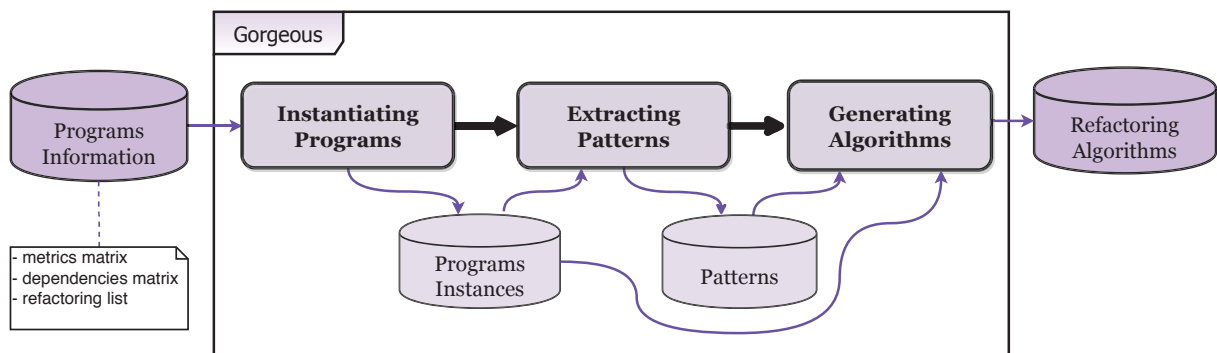 Gorgeous
Programs
Information
Instantiating
Programs
Extracting
Patterns
Generating
Algorithms
Refactoring
Algorithms
Programs
Instances
Patterns
- metrics matrix
- dependencies matrix
- refactoring list